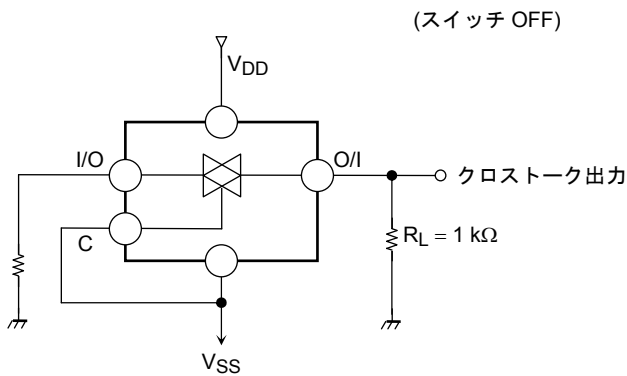 (スイッチ OFF)
VDD
I/O
O/I
クロストーク出力
C
RL = 1 kΩ
VSS